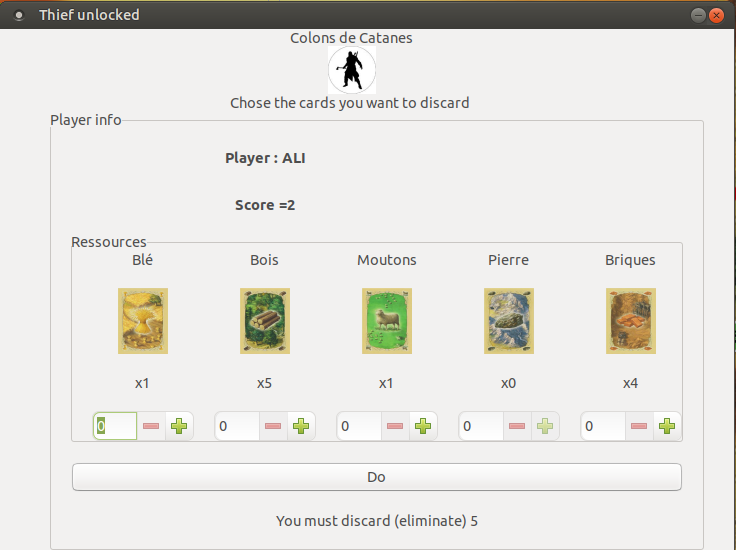 Thief unlocked
Colons de Catanes
Chose the cards you want to discard
Player info
Player : ALI
Score =2
Ressources
Blé Bois Moutons Pierre Briques
x1 x5 x1 x0 x4
0 0 0 0 0
Do
You must discard (eliminate) 5